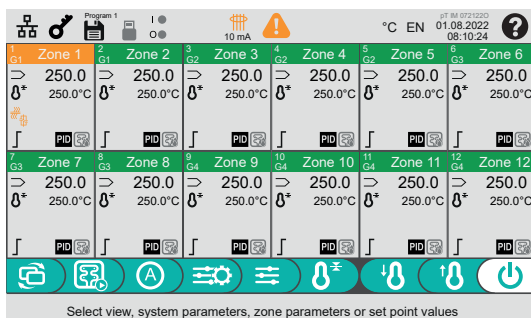 Program 1
I
O
10 mA
°C EN
pT IM 0721220
01.08.2022
08:10:24
?
1 G1 Zone 1
2 G1 Zone 2
3 G2 Zone 3
4 G2 Zone 4
5 G2 Zone 5
6 G3 Zone 6
250.0 250.0 250.0 250.0 250.0 250.0
250.0°C 250.0°C 250.0°C 250.0°C 250.0°C 250.0°C
PID PID PID PID PID PID
7 G3 Zone 7
8 G3 Zone 8
9 G4 Zone 9
10 G4 Zone 10
11 G4 Zone 11
12 G4 Zone 12
250.0 250.0 250.0 250.0 250.0 250.0
250.0°C 250.0°C 250.0°C 250.0°C 250.0°C 250.0°C
PID PID PID PID PID PID
A
Select view, system parameters, zone parameters or set point values